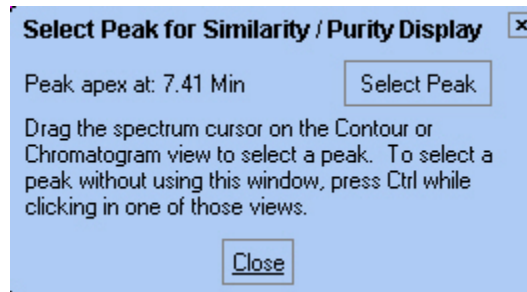 Select Peak for Similarity / Purity Display
Peak apex at: 7.41 Min
Select Peak
Drag the spectrum cursor on the Contour or
Chromatogram view to select a peak.  To select a
peak without using this window, press Ctrl while
clicking in one of those views.
Close